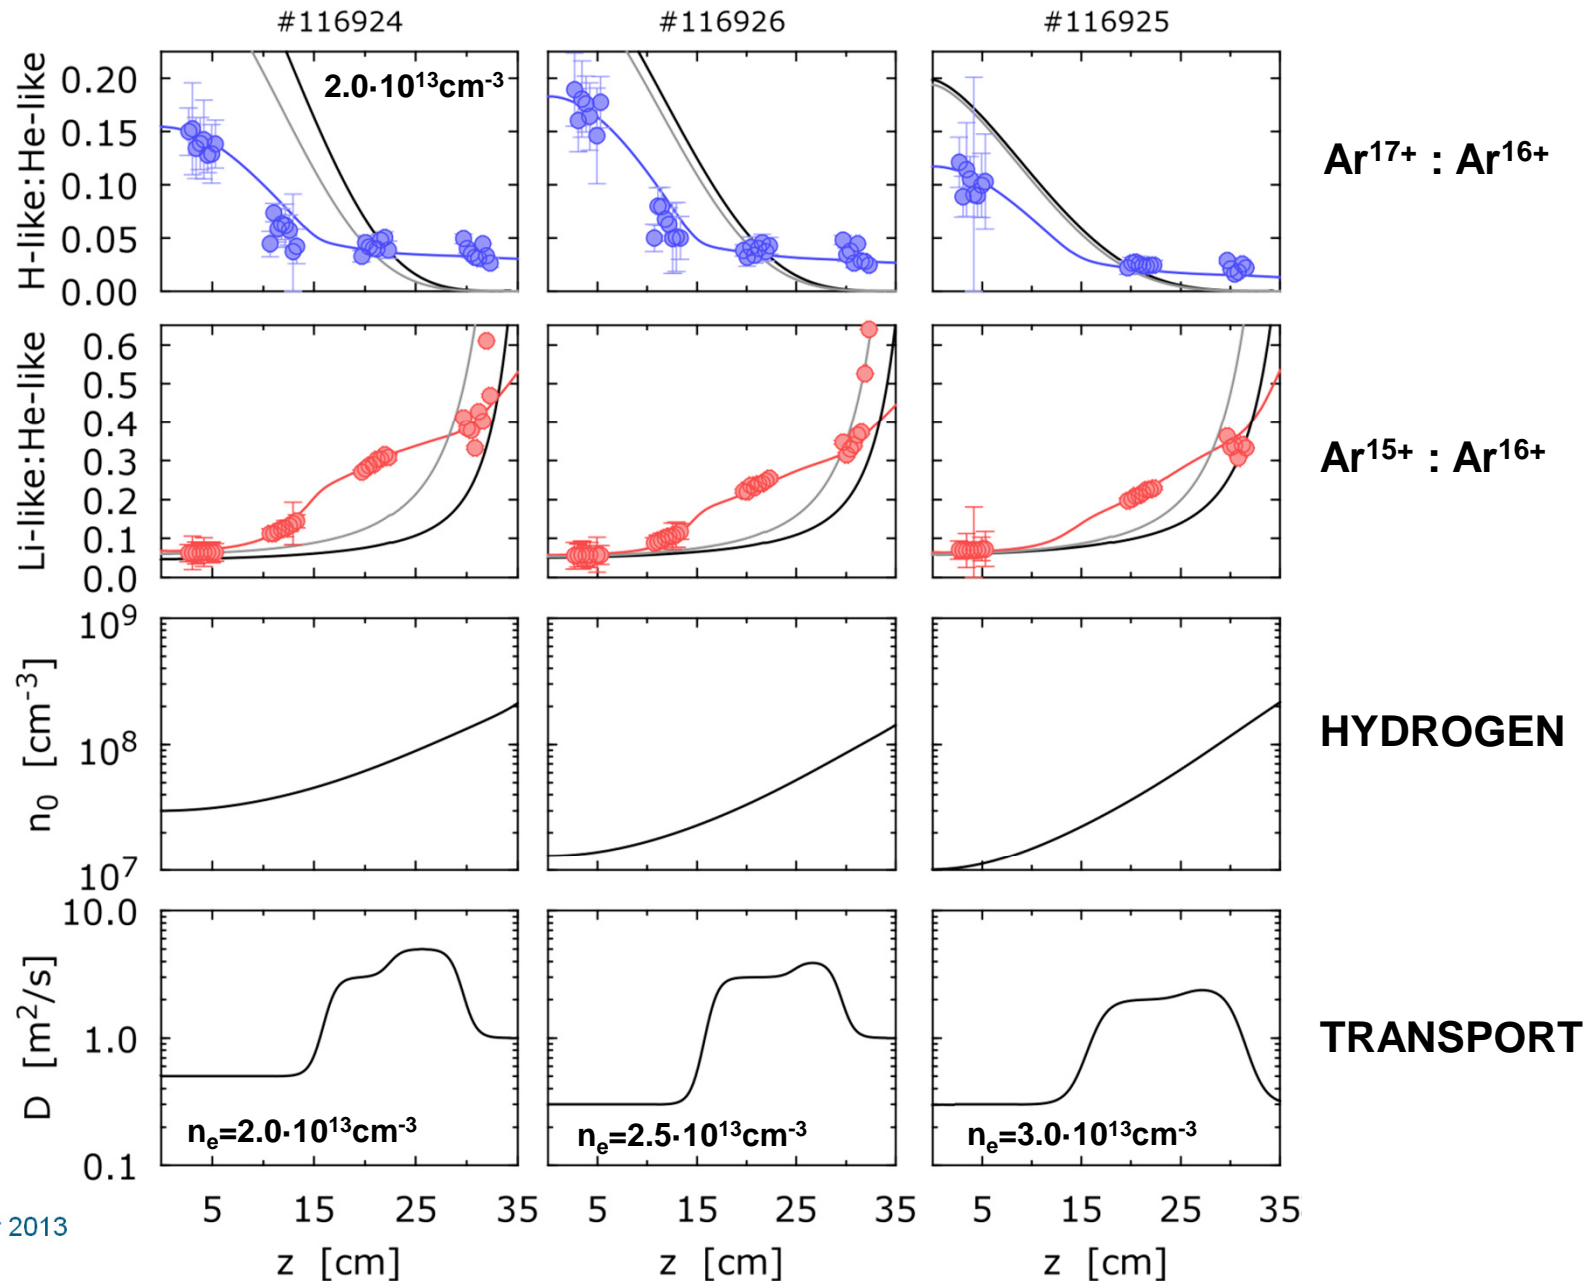 #116924 #116926 #116925
H-like:He-like
0.20
0.15
0.10
0.05
0.00
2.0·10¹³cm⁻³
Ar¹⁷⁺ : Ar¹⁶⁺
Li-like:He-like
0.6
0.5
0.4
0.3
0.2
0.1
0.0
Ar¹⁵⁺ : Ar¹⁶⁺
n₀ [cm⁻³]
10⁹
10⁸
10⁷
HYDROGEN
D [m²/s]
10.0
1.0
0.1
nₑ=2.0·10¹³cm⁻³ nₑ=2.5·10¹³cm⁻³ nₑ=3.0·10¹³cm⁻³
TRANSPORT
5 15 25 35 5 15 25 35 5 15 25 35
z [cm] z [cm] z [cm]
2013